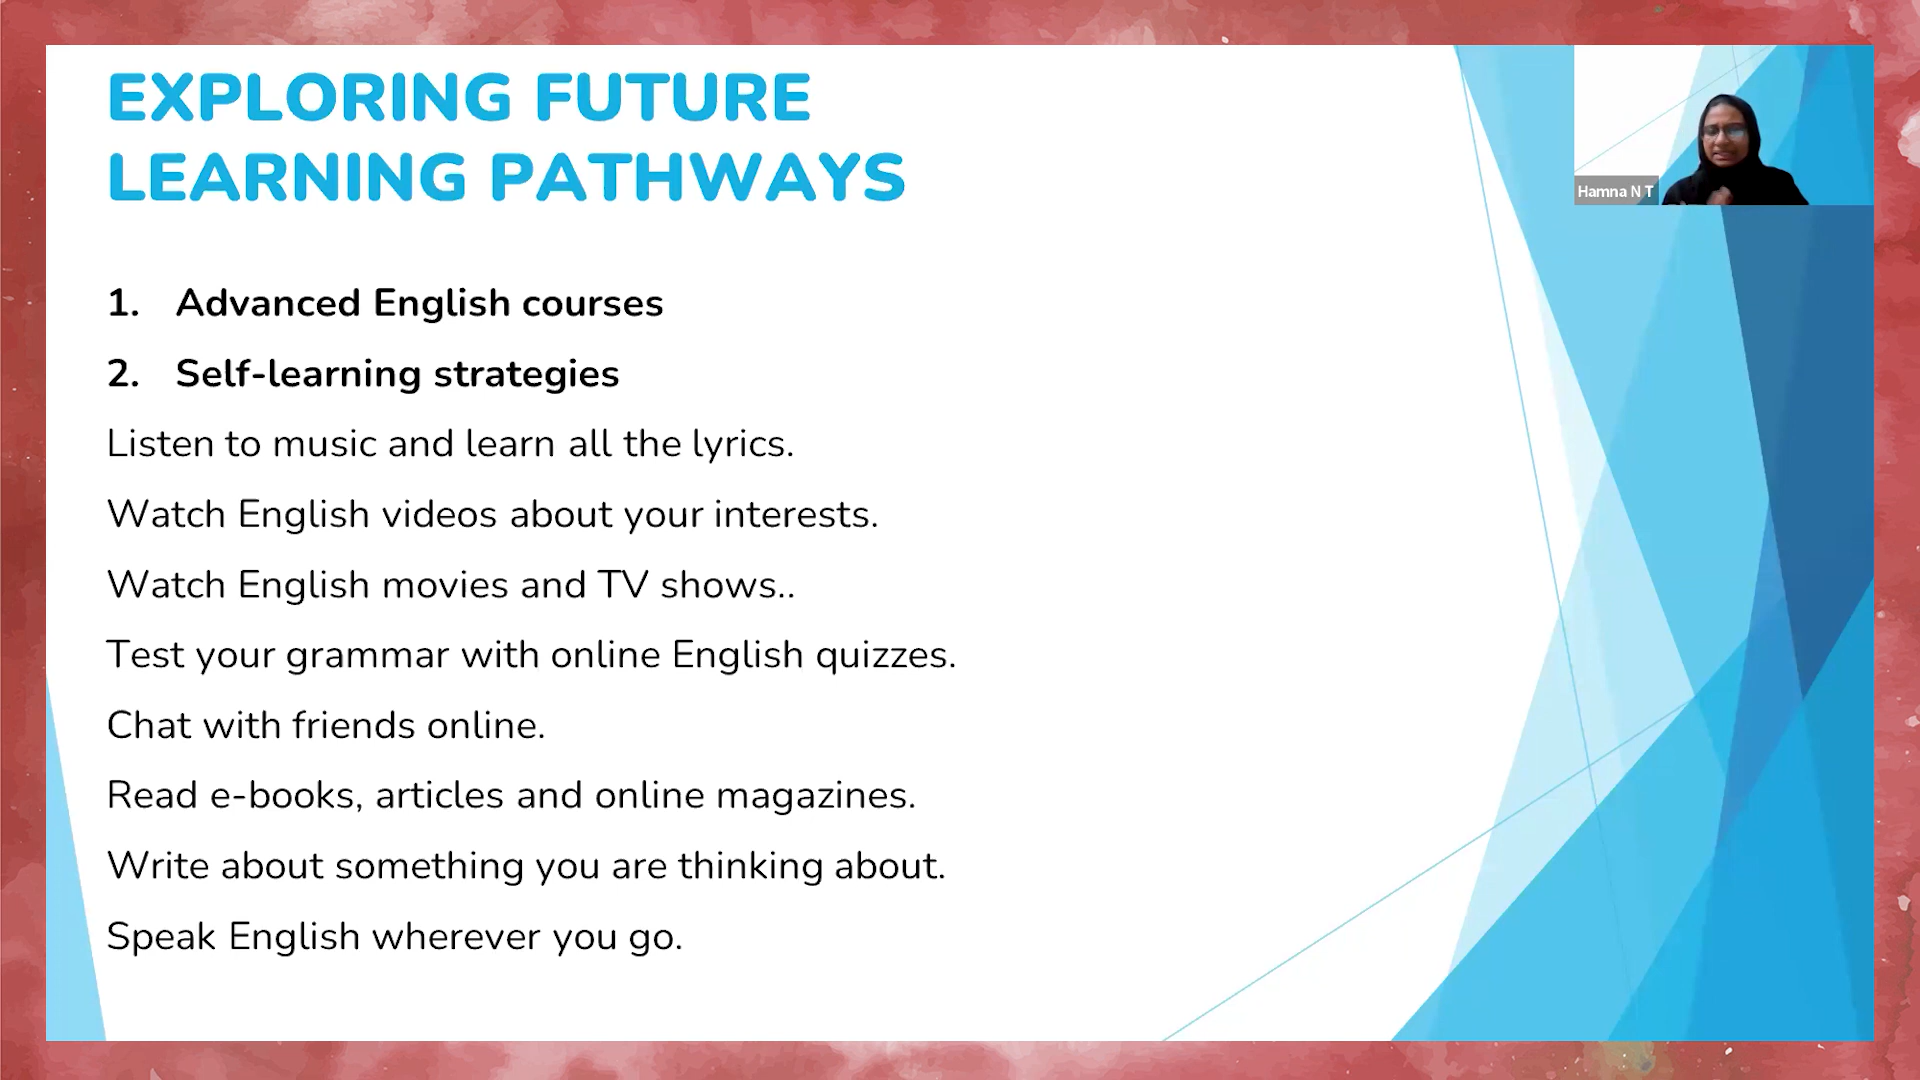 EXPLORING FUTURE
LEARNING PATHWAYS
Hamna N T
1. Advanced English courses
2. Self-learning strategies
Listen to music and learn all the lyrics.
Watch English videos about your interests.
Watch English movies and TV shows..
Test your grammar with online English quizzes.
Chat with friends online.
Read e-books, articles and online magazines.
Write about something you are thinking about.
Speak English wherever you go.